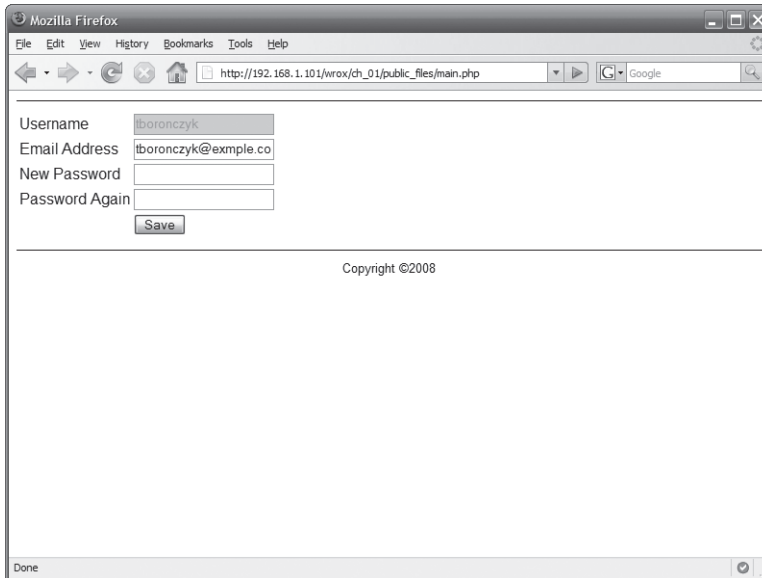 Mozilla Firefox
File Edit View History Bookmarks Tools Help
http://192.168.1.101/wrox/ch_01/public_files/main.php G Google
Username tboronczyk
Email Address tboronczyk@exmple.co
New Password
Password Again
Save
Copyright ©2008
Done